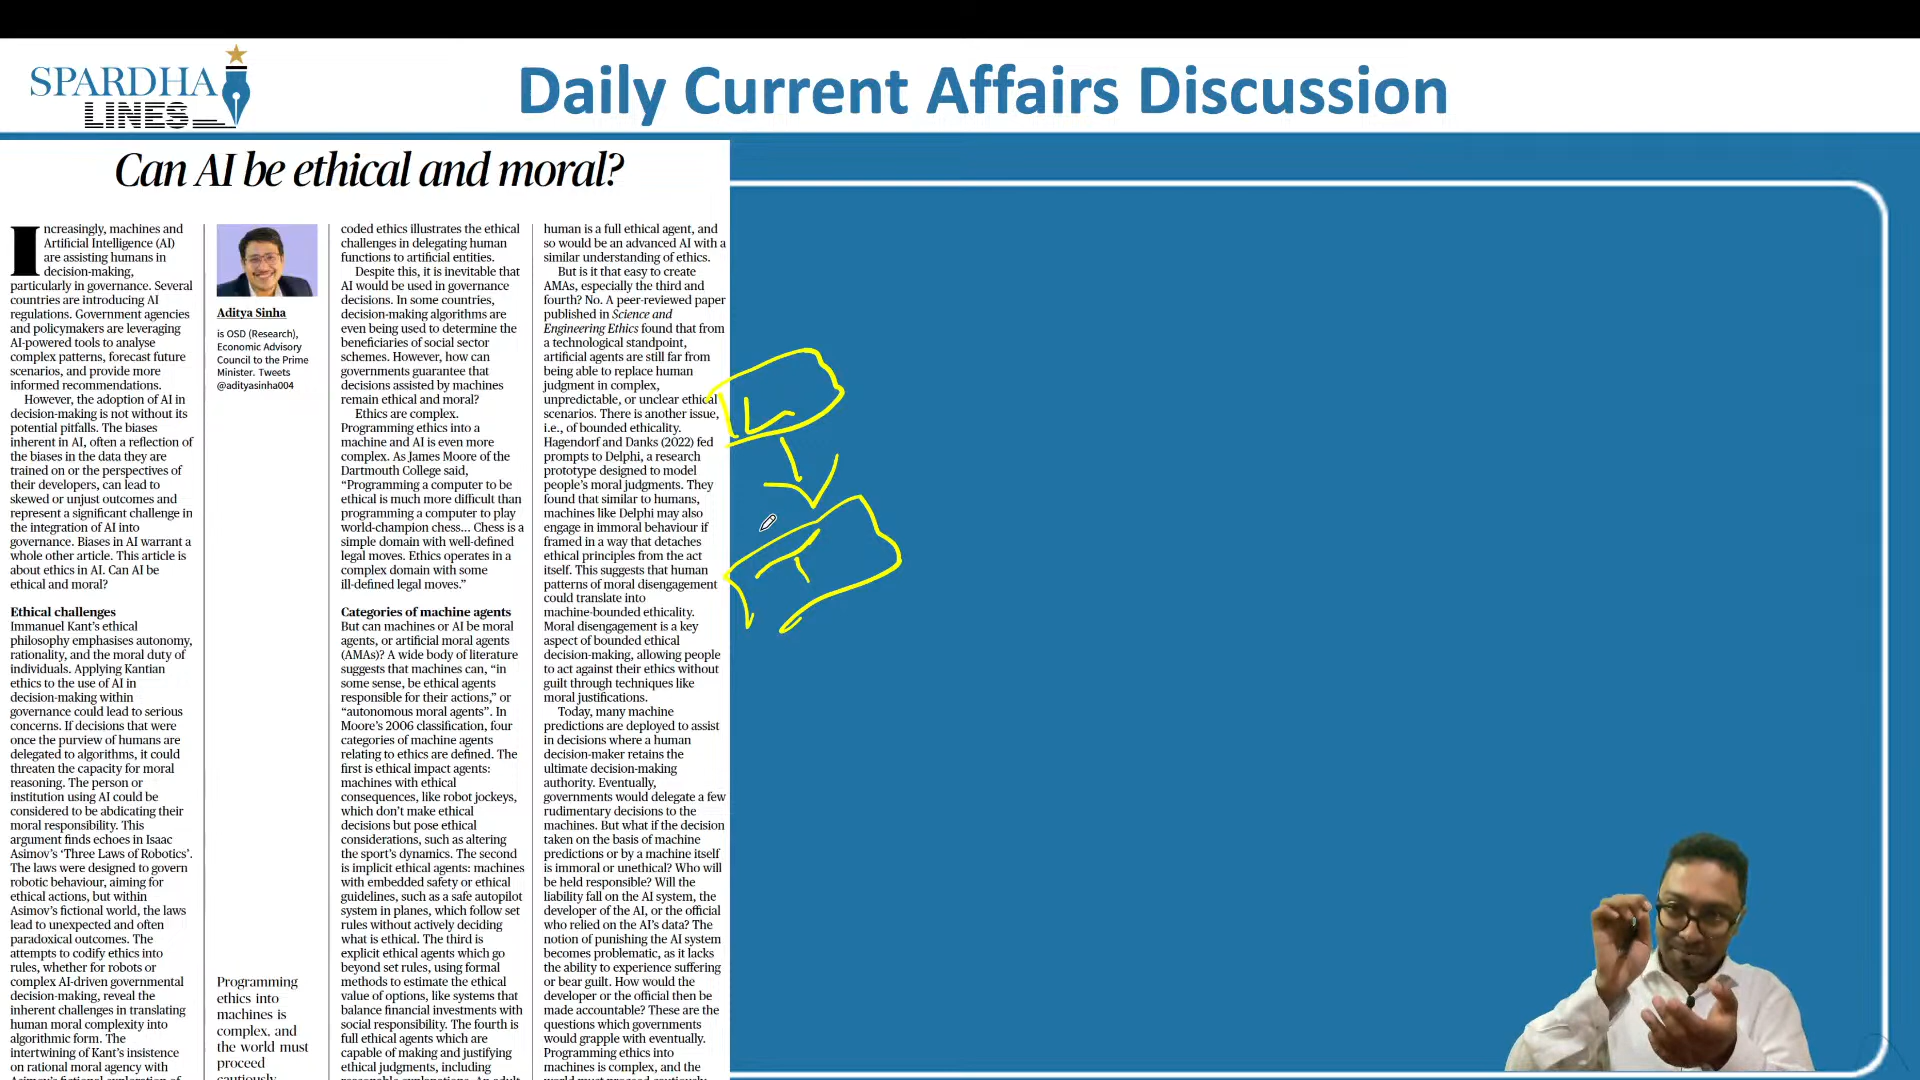 SPARDHA
LINES
Daily Current Affairs Discussion
Can AI be ethical and moral?
Increasingly, machines and
Artificial Intelligence (AI)
are assisting humans in
decision-making,
particularly in governance. Several
countries are introducing AI
regulations. Government agencies
and policymakers are leveraging
AI-powered tools to analyse
complex patterns, forecast future
scenarios, and provide more
informed recommendations.
However, the adoption of AI in
decision-making is not without its
potential pitfalls. The biases
inherent in AI, often a reflection of
the biases in the data they are
trained on or the perspectives of
their developers, can lead to
skewed or unjust outcomes and
represent a significant challenge in
the integration of AI into
governance. Biases in AI warrant a
whole other article. This article is
about ethics in AI. Can AI be
ethical and moral?
Ethical challenges
Immanuel Kant's ethical
philosophy emphasises autonomy,
rationality, and the moral duty of
individuals. Applying Kantian
ethics to the use of AI in
decision-making within
governance could lead to serious
concerns. If decisions that were
once the purview of humans are
delegated to algorithms, it could
threaten the capacity for moral
reasoning. The person or
institution using AI could be
considered to be abdicating their
moral responsibility. This
argument finds echoes in Isaac
Asimov's ‘Three Laws of Robotics’.
The laws were designed to govern
robotic behaviour, aiming for
ethical actions, but within
Asimov's fictional world, the laws
lead to unexpected and often
paradoxical outcomes. The
attempts to codify ethics into
rules, whether for robots or
complex AI-driven governmental
decision-making, reveal the
inherent challenges in translating
human moral complexity into
algorithmic form. The
intertwining of Kant's insistence
on rational moral agency with
Asimov's fictional exploration of
Aditya Sinha
is OSD (Research),
Economic Advisory
Council to the Prime
Minister. Tweets
@adityasinha004
Programming
ethics into
machines is
complex, and
the world must
proceed
cautiously
coded ethics illustrates the ethical
challenges in delegating human
functions to artificial entities.
Despite this, it is inevitable that
AI would be used in governance
decisions. In some countries,
decision-making algorithms are
even being used to determine the
beneficiaries of social sector
schemes. However, how can
governments guarantee that
decisions assisted by machines
remain ethical and moral?
Ethics are complex.
Programming ethics into a
machine and AI is even more
complex. As James Moore of the
Dartmouth College said,
“Programming a computer to be
ethical is much more difficult than
programming a computer to play
world-champion chess... Chess is a
simple domain with well-defined
legal moves. Ethics operates in a
complex domain with some
ill-defined legal moves.”
Categories of machine agents
But can machines or AI be moral
agents, or artificial moral agents
(AMAs)? A wide body of literature
suggests that machines can, “in
some sense, be ethical agents
responsible for their actions,” or
“autonomous moral agents”. In
Moore's 2006 classification, four
categories of machine agents
relating to ethics are defined. The
first is ethical impact agents:
machines with ethical
consequences, like robot jockeys,
which don't make ethical
decisions but pose ethical
considerations, such as altering
the sport's dynamics. The second
is implicit ethical agents: machines
with embedded safety or ethical
guidelines, such as a safe autopilot
system in planes, which follow set
rules without actively deciding
what is ethical. The third is
explicit ethical agents which go
beyond set rules, using formal
methods to estimate the ethical
value of options, like systems that
balance financial investments with
social responsibility. The fourth is
full ethical agents which are
capable of making and justifying
ethical judgments, including
reasonable explanations. An adult
human is a full ethical agent, and
so would be an advanced AI with a
similar understanding of ethics.
But is it that easy to create
AMAs, especially the third and
fourth? No. A peer-reviewed paper
published in Science and
Engineering Ethics found that from
a technological standpoint,
artificial agents are still far from
being able to replace human
judgment in complex,
unpredictable, or unclear ethical
scenarios. There is another issue,
i.e., of bounded ethicality.
Hagendorf and Danks (2022) fed
prompts to Delphi, a research
prototype designed to model
people's moral judgments. They
found that similar to humans,
machines like Delphi may also
engage in immoral behaviour if
framed in a way that detaches
ethical principles from the act
itself. This suggests that human
patterns of moral disengagement
could translate into
machine-bounded ethicality.
Moral disengagement is a key
aspect of bounded ethical
decision-making, allowing people
to act against their ethics without
guilt through techniques like
moral justifications.
Today, many machine
predictions are deployed to assist
in decisions where a human
decision-maker retains the
ultimate decision-making
authority. Eventually,
governments would delegate a few
rudimentary decisions to the
machines. But what if the decision
taken on the basis of machine
predictions or by a machine itself
is immoral or unethical? Who will
be held responsible? Will the
liability fall on the AI system, the
developer of the AI, or the official
who relied on the AI's data? The
notion of punishing the AI system
becomes problematic, as it lacks
the ability to experience suffering
or bear guilt. How would the
developer or the official then be
made accountable? These are the
questions which governments
would grapple with eventually.
Programming ethics into
machines is complex, and the
world must proceed cautiously